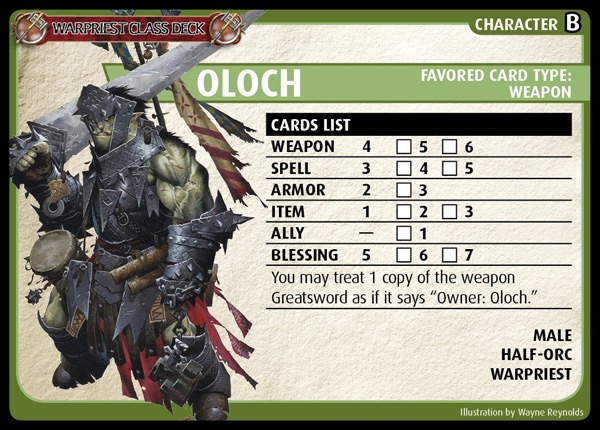 WARPRIEST CLASS DECK
CHARACTER B
OLOCH
FAVORED CARD TYPE:
WEAPON
CARDS LIST
WEAPON 4 ☐ 5 ☐ 6
SPELL 3 ☐ 4 ☐ 5
ARMOR 2 ☐ 3
ITEM 1 ☐ 2 ☐ 3
ALLY — ☐ 1
BLESSING 5 ☐ 6 ☐ 7
You may treat 1 copy of the weapon
Greatsword as if it says “Owner: Oloch.”
MALE
HALF-ORC
WARPRIEST
Illustration by Wayne Reynolds